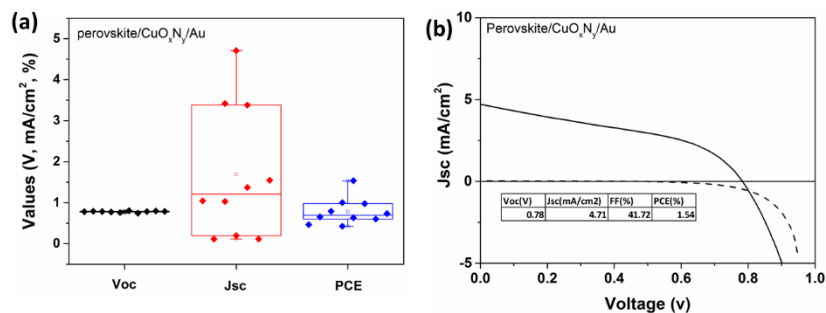 (a)
perovskite/CuOxNy/Au
Values (V, mA/cm², %)
5
4
3
2
1
0
Voc
Jsc
PCE
(b)
Perovskite/CuOxNy/Au
Jsc (mA/cm²)
10
5
0
-5
Voc(V) Jsc(mA/cm2) FF(%) PCE(%)
0.78 4.71 41.72 1.54
0.0 0.2 0.4 0.6 0.8 1.0
Voltage (v)